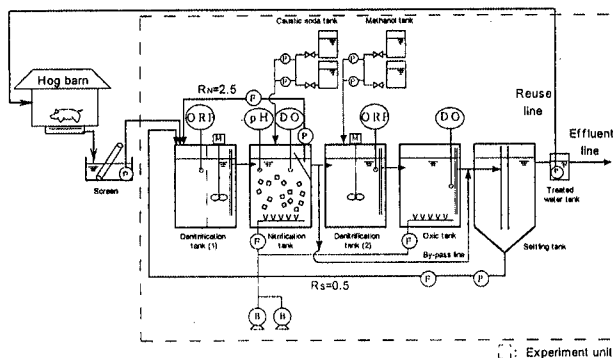 Caustic soda tank
Methanol tank
P
P
P
P
Hog barn
RN=2.5
F
ORP
pH
DO
P
ORP
DO
M
M
Reuse line
Effluent line
P
P
Screen
Treated water tank
Denitrification tank (1)
Nitrification tank
Denitrification tank (2)
Oxic tank
Settling tank
F
F
By-pass line
RS=0.5
F
P
B
B
: Experiment unit